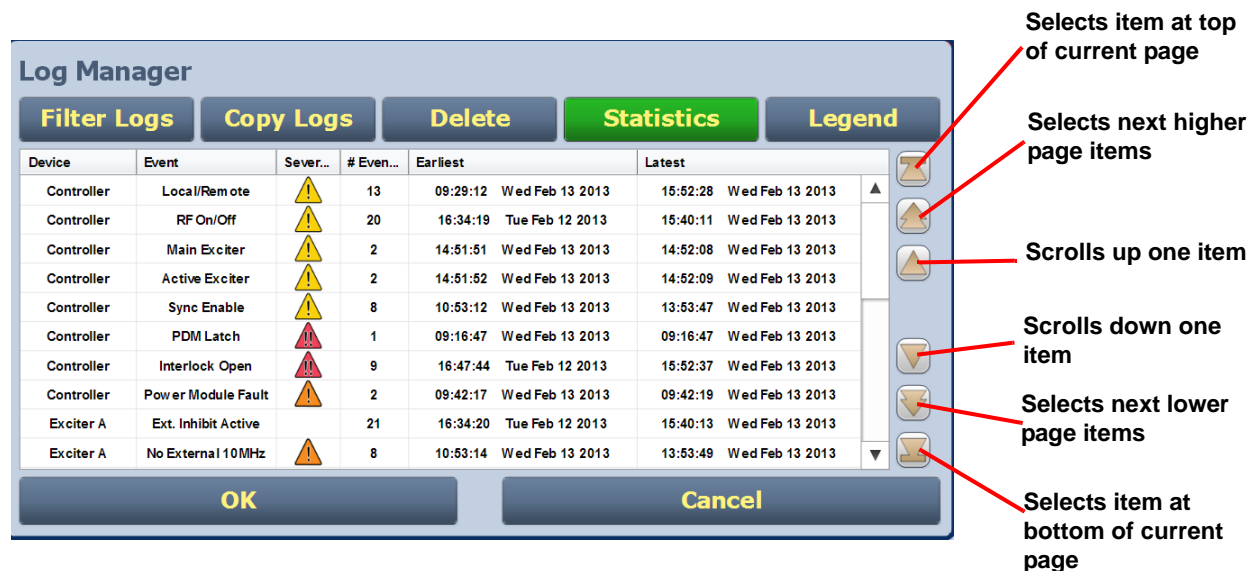 Selects item at top
of current page
Log Manager
Filter Logs Copy Logs Delete Statistics Legend
Selects next higher
page items
Device Event Sever... # Even... Earliest Latest
Controller Local/Remote 13 09:29:12 Wed Feb 13 2013 15:52:28 Wed Feb 13 2013
Controller RF On/Off 20 16:34:19 Tue Feb 12 2013 15:40:11 Wed Feb 13 2013
Controller Main Exciter 2 14:51:51 Wed Feb 13 2013 14:52:08 Wed Feb 13 2013
Scrolls up one item
Controller Active Exciter 2 14:51:52 Wed Feb 13 2013 14:52:09 Wed Feb 13 2013
Controller Sync Enable 8 10:53:12 Wed Feb 13 2013 13:53:47 Wed Feb 13 2013
Controller PDM Latch 1 09:16:47 Wed Feb 13 2013 09:16:47 Wed Feb 13 2013
Scrolls down one
item
Controller Interlock Open 9 16:47:44 Tue Feb 12 2013 15:52:37 Wed Feb 13 2013
Controller Power Module Fault 2 09:42:17 Wed Feb 13 2013 09:42:19 Wed Feb 13 2013
Selects next lower
page items
Exciter A Ext. Inhibit Active 21 16:34:20 Tue Feb 12 2013 15:40:13 Wed Feb 13 2013
Exciter A No External 10MHz 8 10:53:14 Wed Feb 13 2013 13:53:49 Wed Feb 13 2013
OK Cancel
Selects item at
bottom of current
page